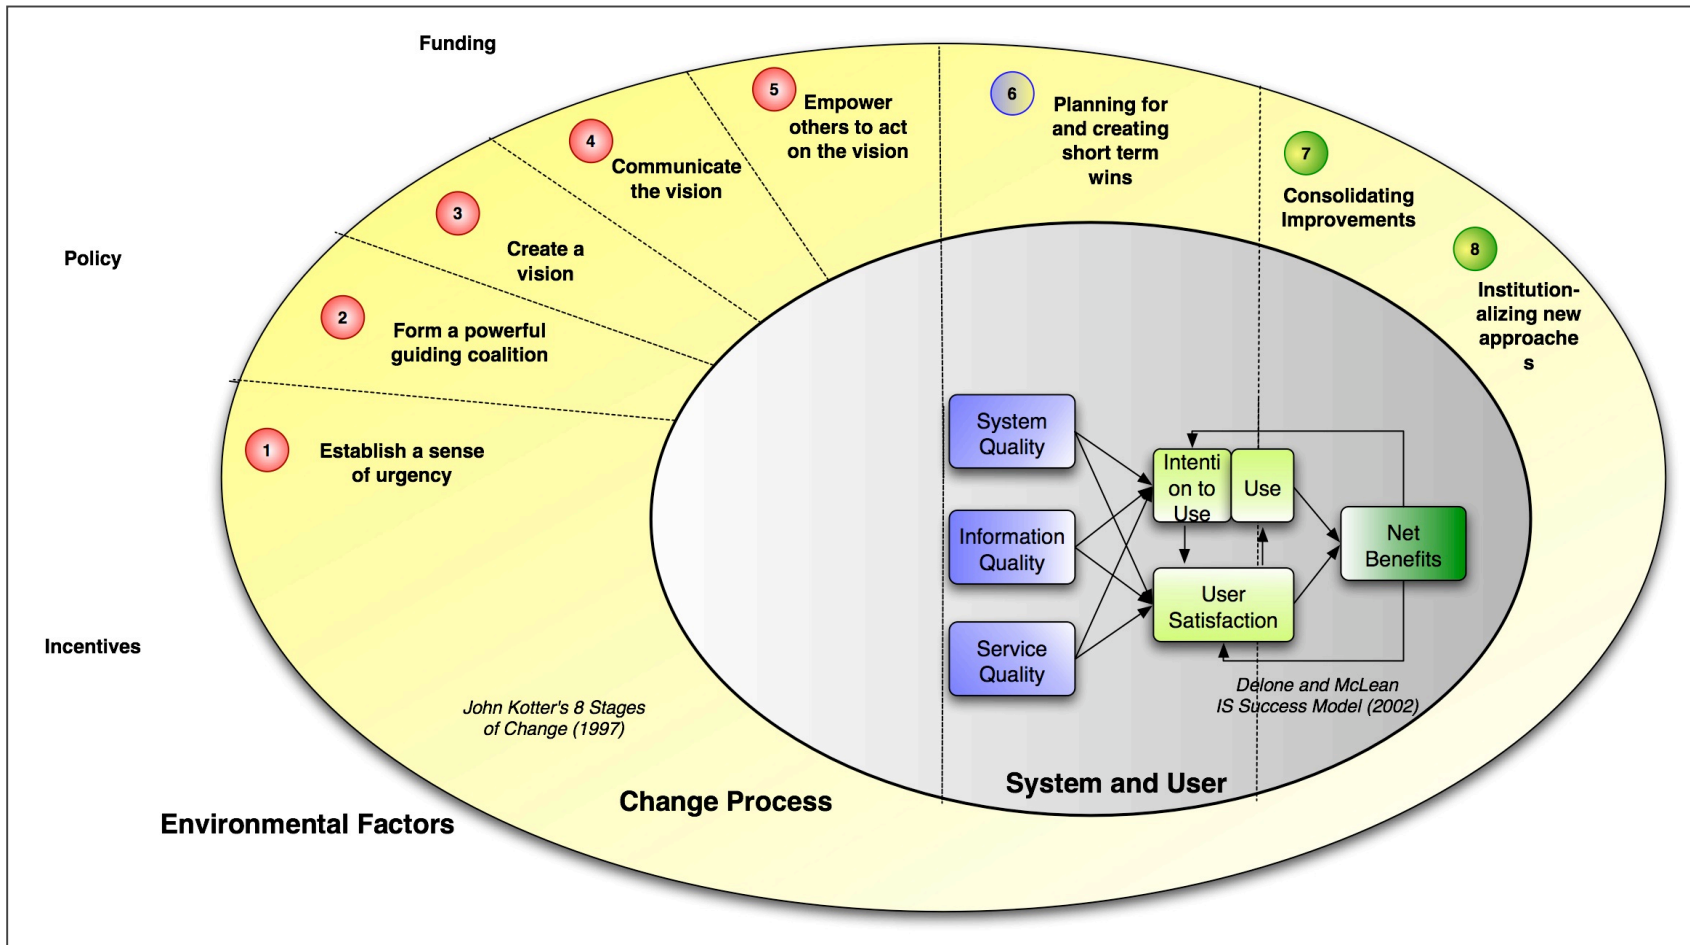 Funding
Policy
Incentives
Environmental Factors
1
Establish a sense
of urgency
2
Form a powerful
guiding coalition
3
Create a
vision
4
Communicate
the vision
5
Empower
others to act
on the vision
6
Planning for
and creating
short term
wins
7
Consolidating
Improvements
8
Institution-
alizing new
approache
s
John Kotter's 8 Stages
of Change (1997)
Change Process
System
Quality
Information
Quality
Service
Quality
Intenti
on to
Use
Use
User
Satisfaction
Net
Benefits
Delone and McLean
IS Success Model (2002)
System and User